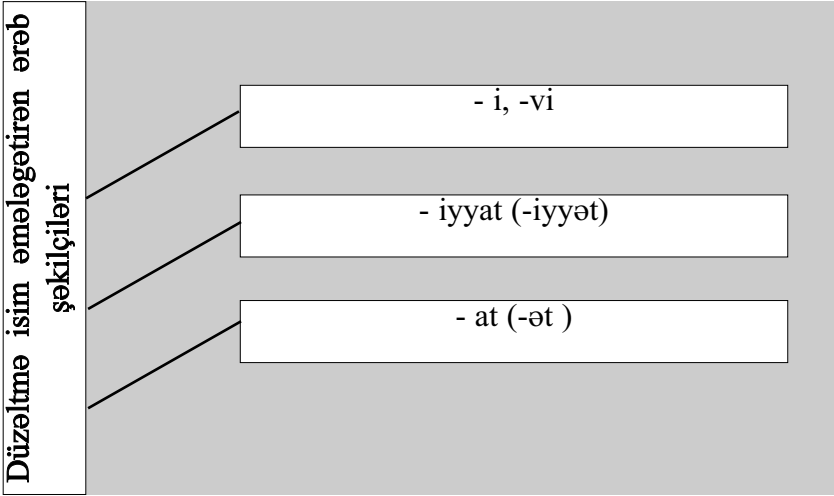 Düzəltmə isim əmələgətirən ərəb
şəkilçiləri
- i, -vi
- iyyat (-iyyət)
- at (-ət )